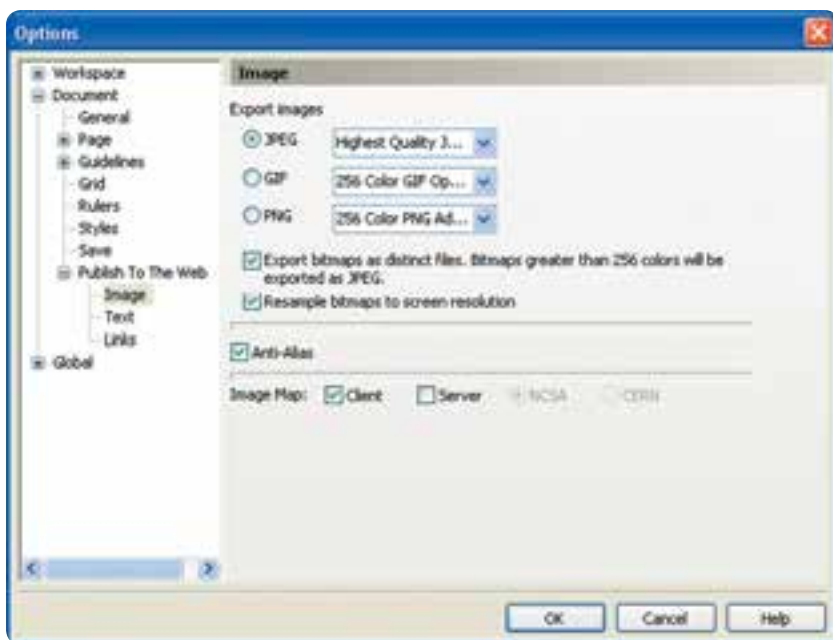 Options
Workspace
Document
General
Page
Guidelines
Grid
Rulers
Styles
Save
Publish To The Web
Image
Text
Links
Global
Image
Export images
JPEG
Highest Quality J...
GIF
256 Color GIF Op...
PNG
256 Color PNG Ad...
Export bitmaps as distinct files. Bitmaps greater than 256 colors will be
exported as JPEG.
Resample bitmaps to screen resolution
Anti-Alias
Image Map: Client Server NCSA CERN
OK Cancel Help